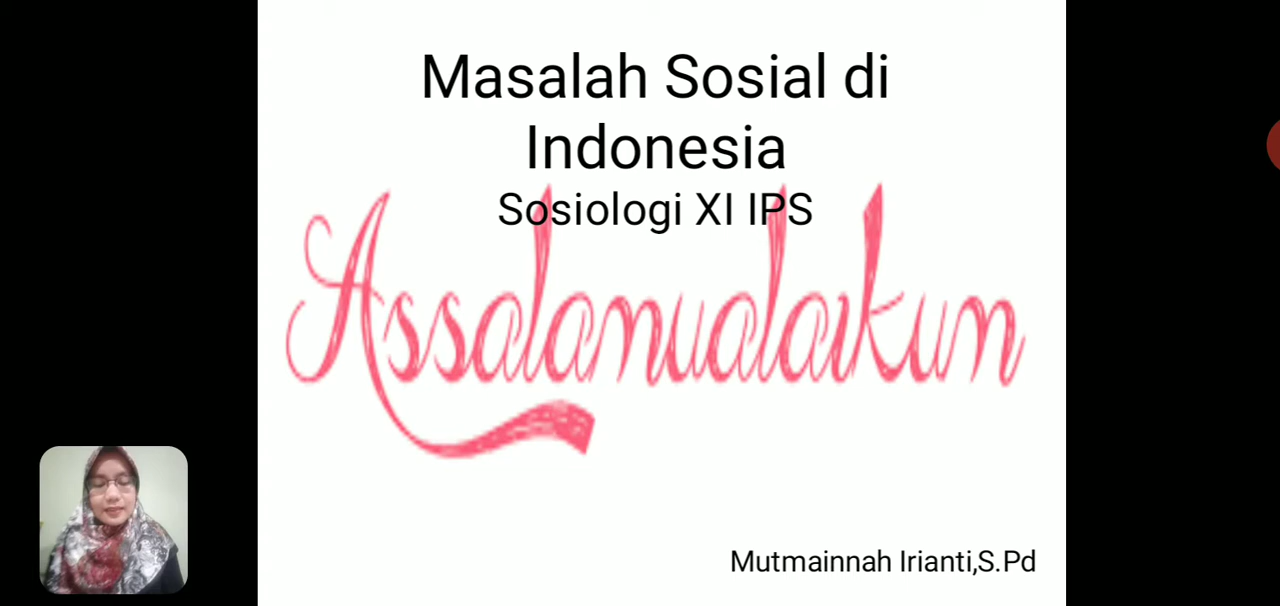 Masalah Sosial di
Indonesia
Sosiologi XI IPS
Assalamualaikum
Mutmainnah Irianti,S.Pd